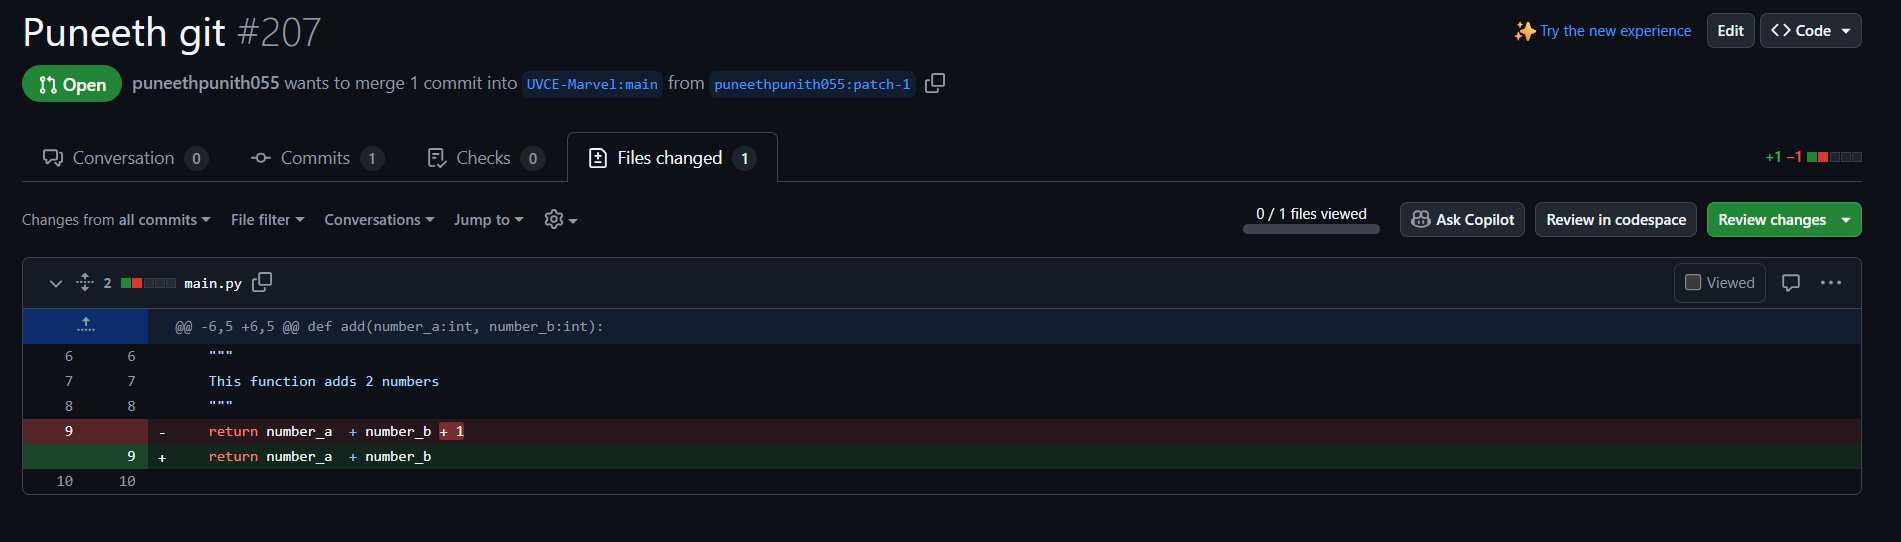 Puneeth git #207
Try the new experience
Edit
Code
Open
puneethpunith055 wants to merge 1 commit into UVCE-Marvel:main from puneethpunith055:patch-1
Conversation 0
Commits 1
Checks 0
Files changed 1
+1 −1
Changes from all commits
File filter
Conversations
Jump to
0 / 1 files viewed
Ask Copilot
Review in codespace
Review changes
2 main.py
Viewed
@@ -6,5 +6,5 @@ def add(number_a:int, number_b:int):
6 6 """
7 7 This function adds 2 numbers
8 8 """
9 - return number_a  + number_b + 1
9 + return number_a  + number_b
10 10